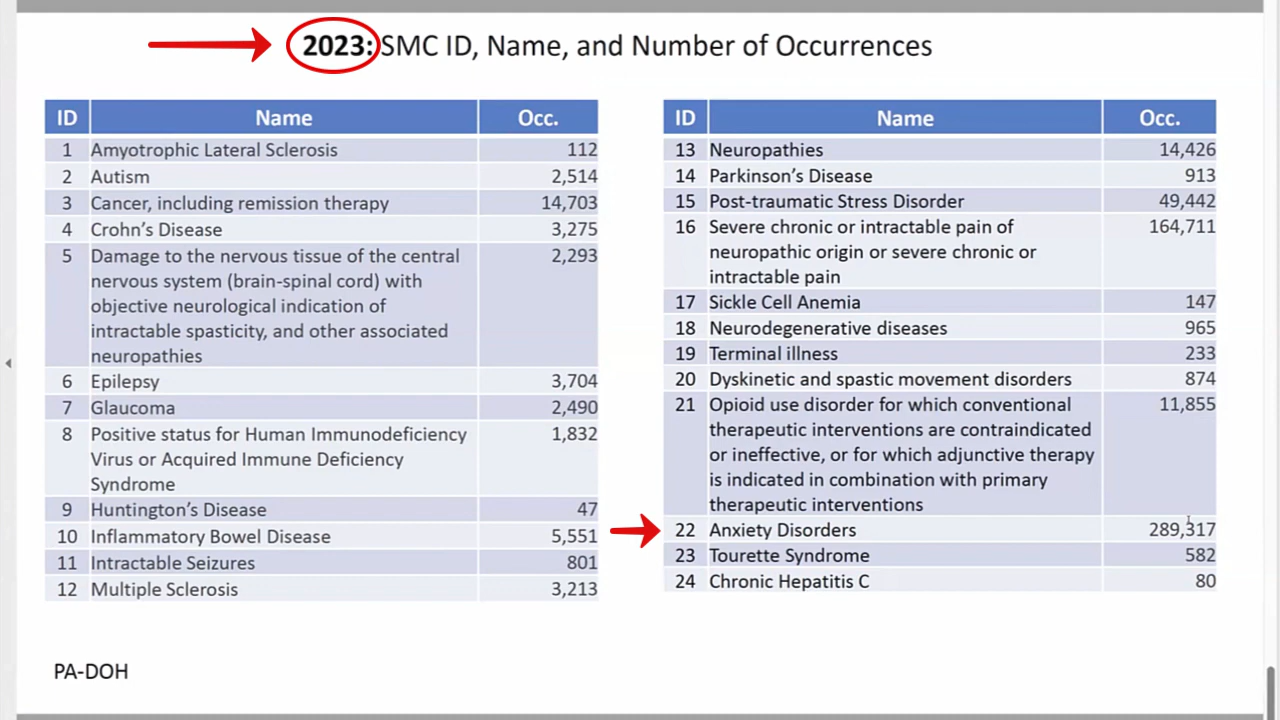 2023: SMC ID, Name, and Number of Occurrences
ID Name Occ.
1 Amyotrophic Lateral Sclerosis 112
2 Autism 2,514
3 Cancer, including remission therapy 14,703
4 Crohn's Disease 3,275
5 Damage to the nervous tissue of the central 2,293
nervous system (brain-spinal cord) with
objective neurological indication of
intractable spasticity, and other associated
neuropathies
6 Epilepsy 3,704
7 Glaucoma 2,490
8 Positive status for Human Immunodeficiency 1,832
Virus or Acquired Immune Deficiency
Syndrome
9 Huntington's Disease 47
10 Inflammatory Bowel Disease 5,551
11 Intractable Seizures 801
12 Multiple Sclerosis 3,213
ID Name Occ.
13 Neuropathies 14,426
14 Parkinson's Disease 913
15 Post-traumatic Stress Disorder 49,442
16 Severe chronic or intractable pain of 164,711
neuropathic origin or severe chronic or
intractable pain
17 Sickle Cell Anemia 147
18 Neurodegenerative diseases 965
19 Terminal illness 233
20 Dyskinetic and spastic movement disorders 874
21 Opioid use disorder for which conventional 11,855
therapeutic interventions are contraindicated
or ineffective, or for which adjunctive therapy
is indicated in combination with primary
therapeutic interventions
22 Anxiety Disorders 289,317
23 Tourette Syndrome 582
24 Chronic Hepatitis C 80
PA-DOH